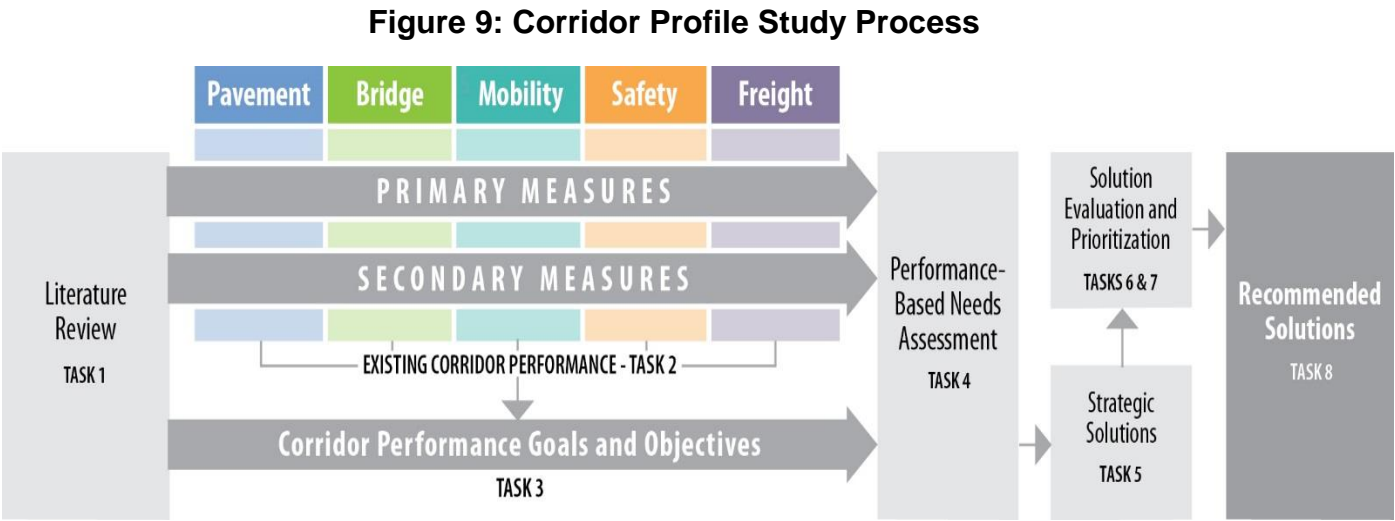 Figure 9: Corridor Profile Study Process
Pavement
Bridge
Mobility
Safety
Freight
Literature
Review
TASK 1
PRIMARY MEASURES
SECONDARY MEASURES
EXISTING CORRIDOR PERFORMANCE - TASK 2
Corridor Performance Goals and Objectives
TASK 3
Performance-
Based Needs
Assessment
TASK 4
Solution
Evaluation and
Prioritization
TASKS 6 & 7
Strategic
Solutions
TASK 5
Recommended
Solutions
TASK 8